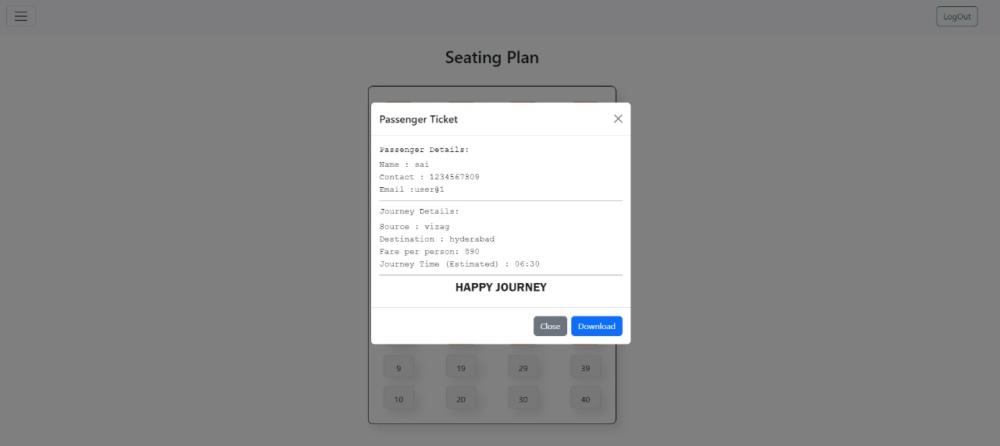 LogOut
Seating Plan
Passenger Ticket
Passenger Details:
Name : sai
Contact : 1234567809
Email :user@1
Journey Details:
Source : vizag
Destination : hyderabad
Fare per person: 890
Journey Time (Estimated) : 06:30
HAPPY JOURNEY
Close Download
9 19 29 39
10 20 30 40